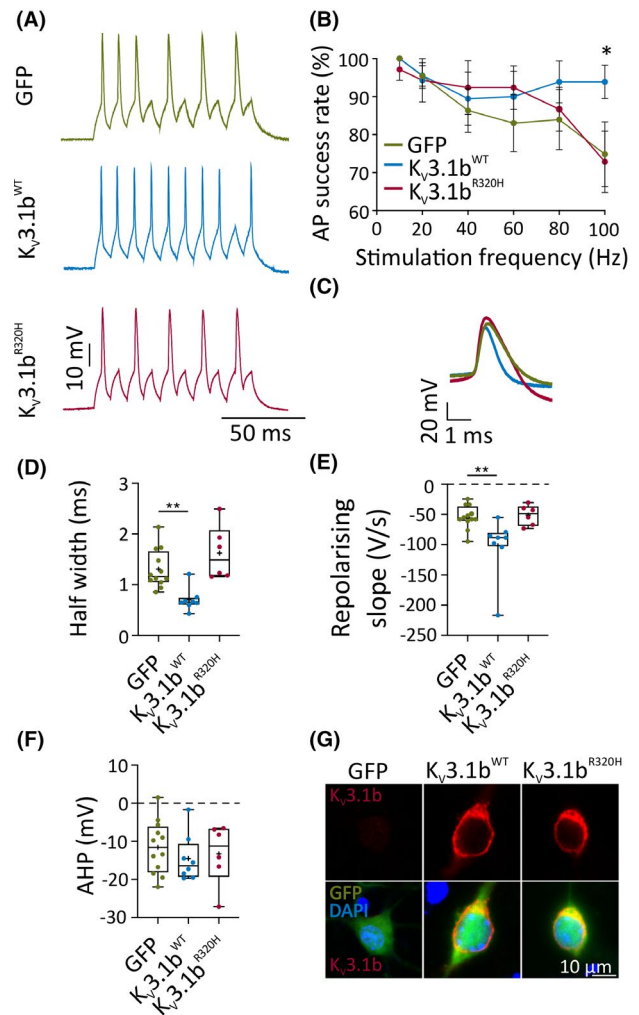 (A)
GFP
Kv3.1bWT
Kv3.1bR320H
10 mV
50 ms
(B)
AP success rate (%)
100
90
80
70
60
*
GFP
Kv3.1bWT
Kv3.1bR320H
0 20 40 60 80 100
Stimulation frequency (Hz)
(C)
20 mV
1 ms
(D)
Half width (ms)
3
2
1
0
**
GFP
Kv3.1bWT
Kv3.1bR320H
(E)
Repolarising
slope (V/s)
0
-50
-100
-150
-200
-250
**
GFP
Kv3.1bWT
Kv3.1bR320H
(F)
AHP (mV)
10
0
-10
-20
-30
GFP
Kv3.1bWT
Kv3.1bR320H
(G)
GFP Kv3.1bWT Kv3.1bR320H
Kv3.1b
GFP
DAPI
Kv3.1b
10 µm